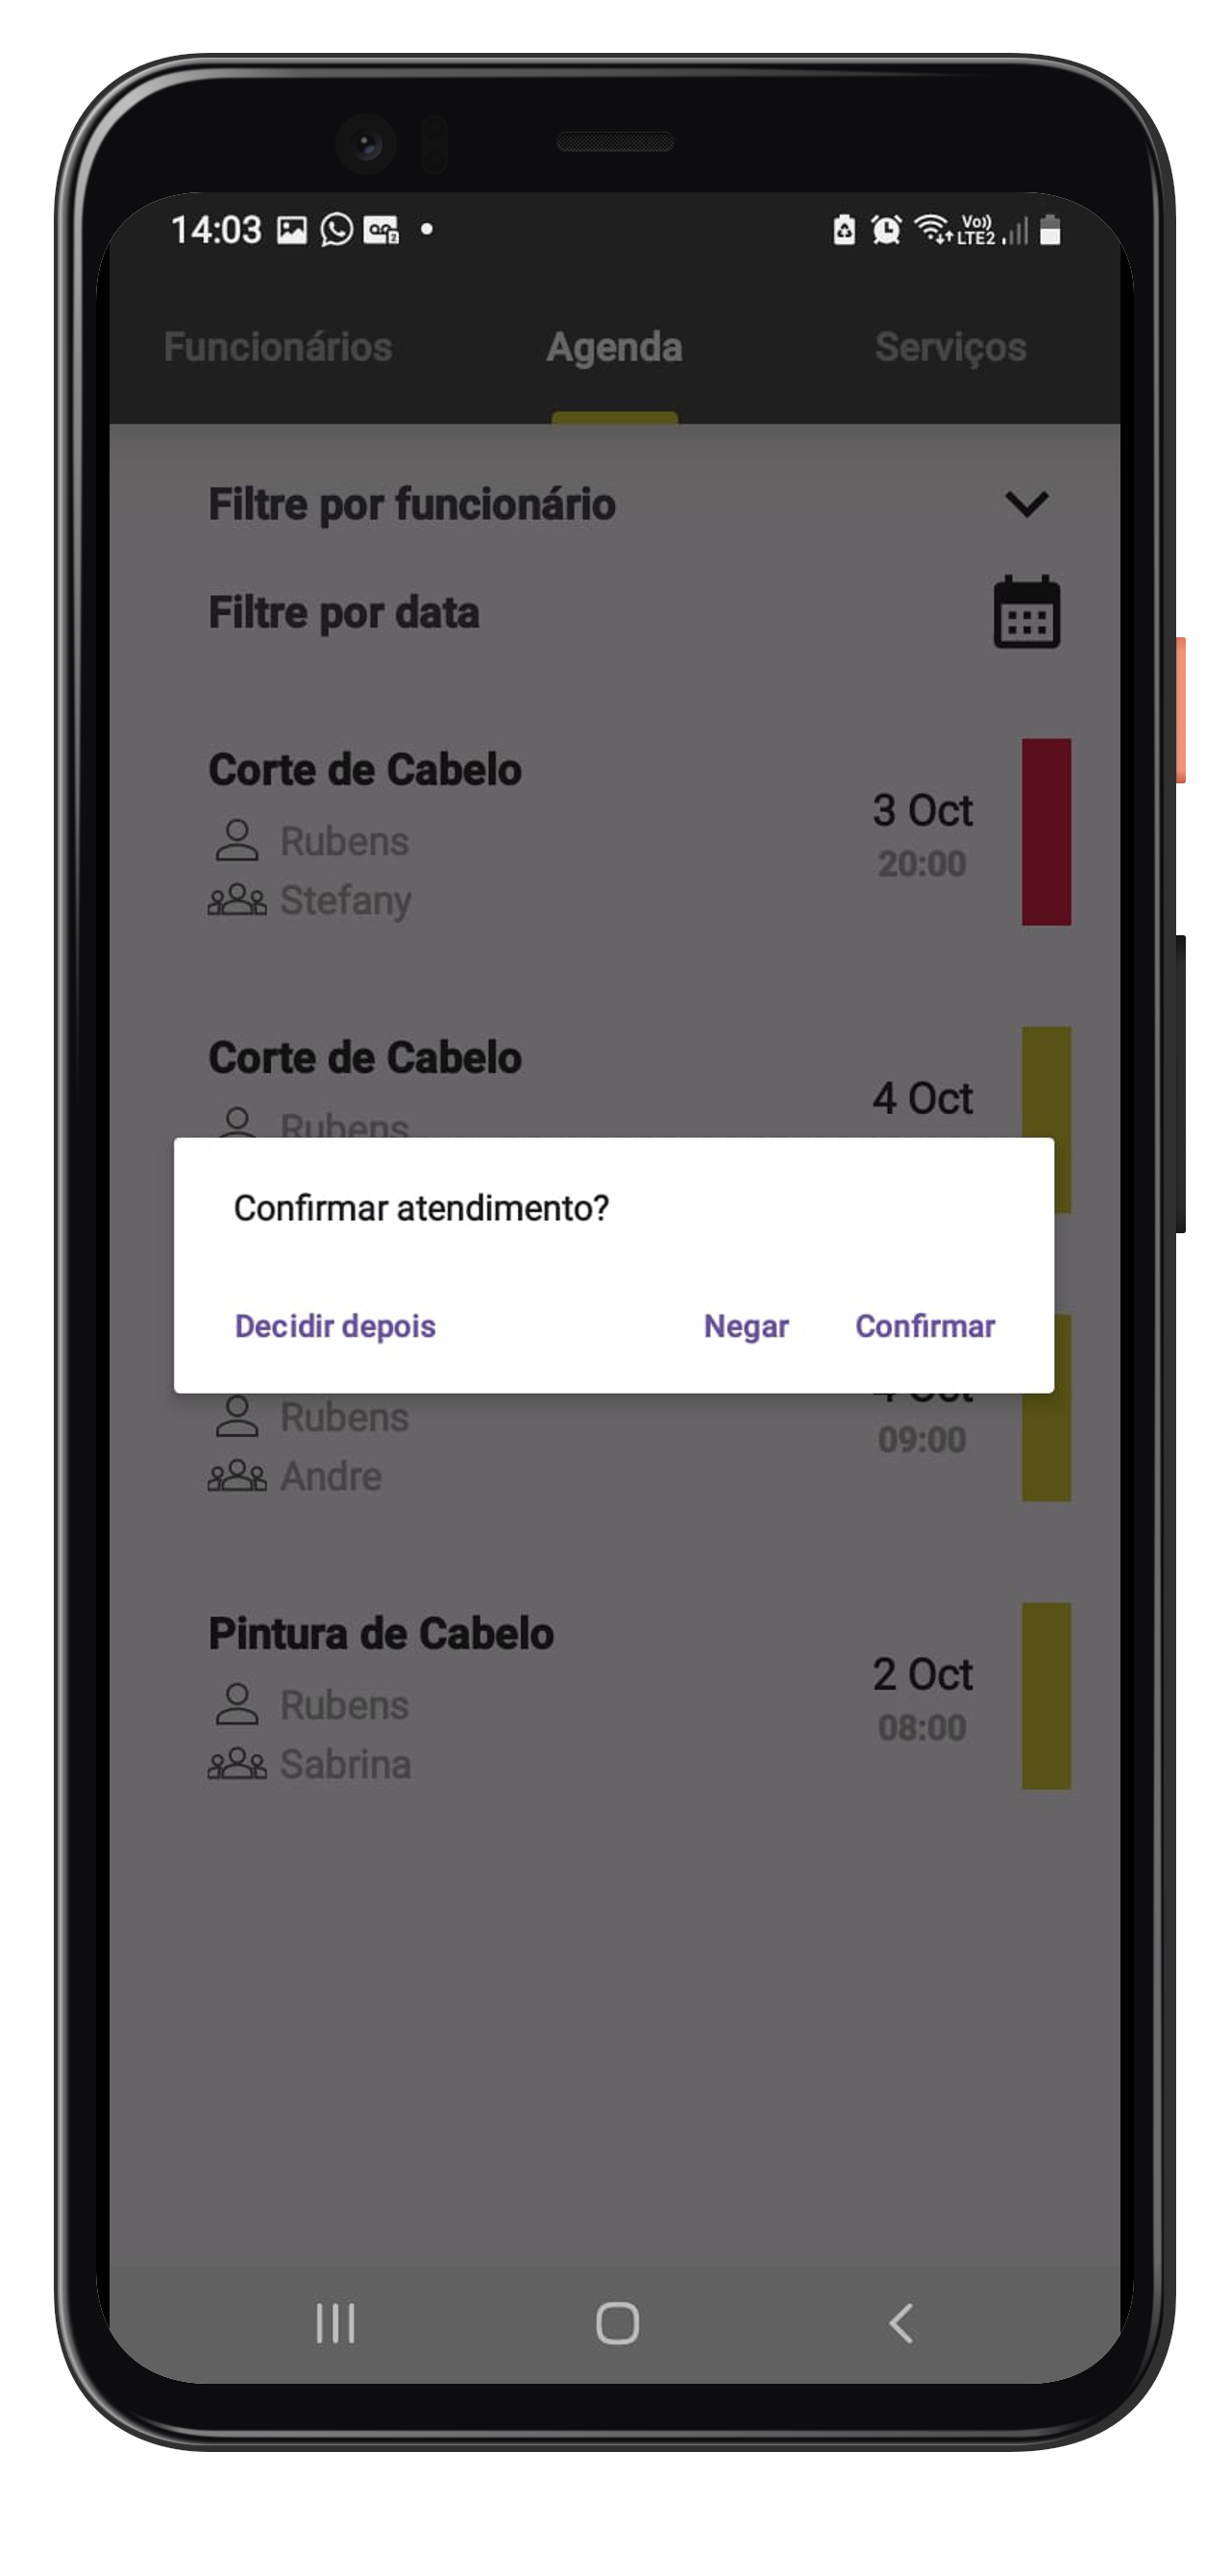 14:03
Vo)) LTE2
Funcionários Agenda Serviços
Filtre por funcionário
Filtre por data
Corte de Cabelo
Rubens
Stefany
3 Oct
20:00
Corte de Cabelo
Rubens
4 Oct
Confirmar atendimento?
Decidir depois Negar Confirmar
4 Oct
Rubens
09:00
Andre
Pintura de Cabelo
Rubens
Sabrina
2 Oct
08:00